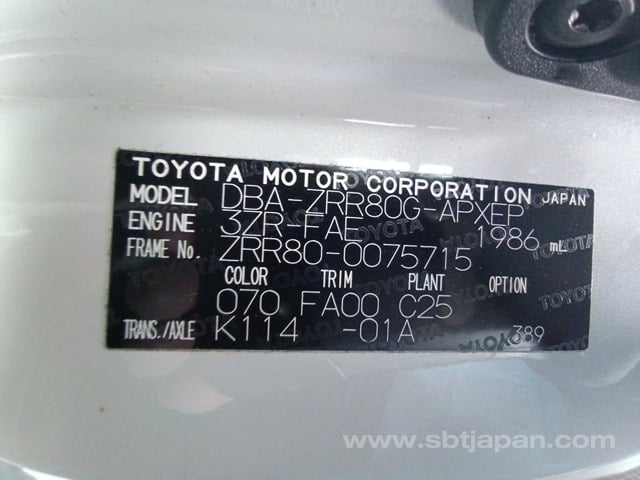 TOYOTA MOTOR CORPORATION JAPAN
MODEL DBA-ZRR80G-APXEP
ENGINE 3ZR-FAE 1986 mL
FRAME No. ZRR80-0075715
COLOR TRIM PLANT OPTION
070 FA00 C25
TRANS./AXLE K114 -01A 389
www.sbtjapan.com